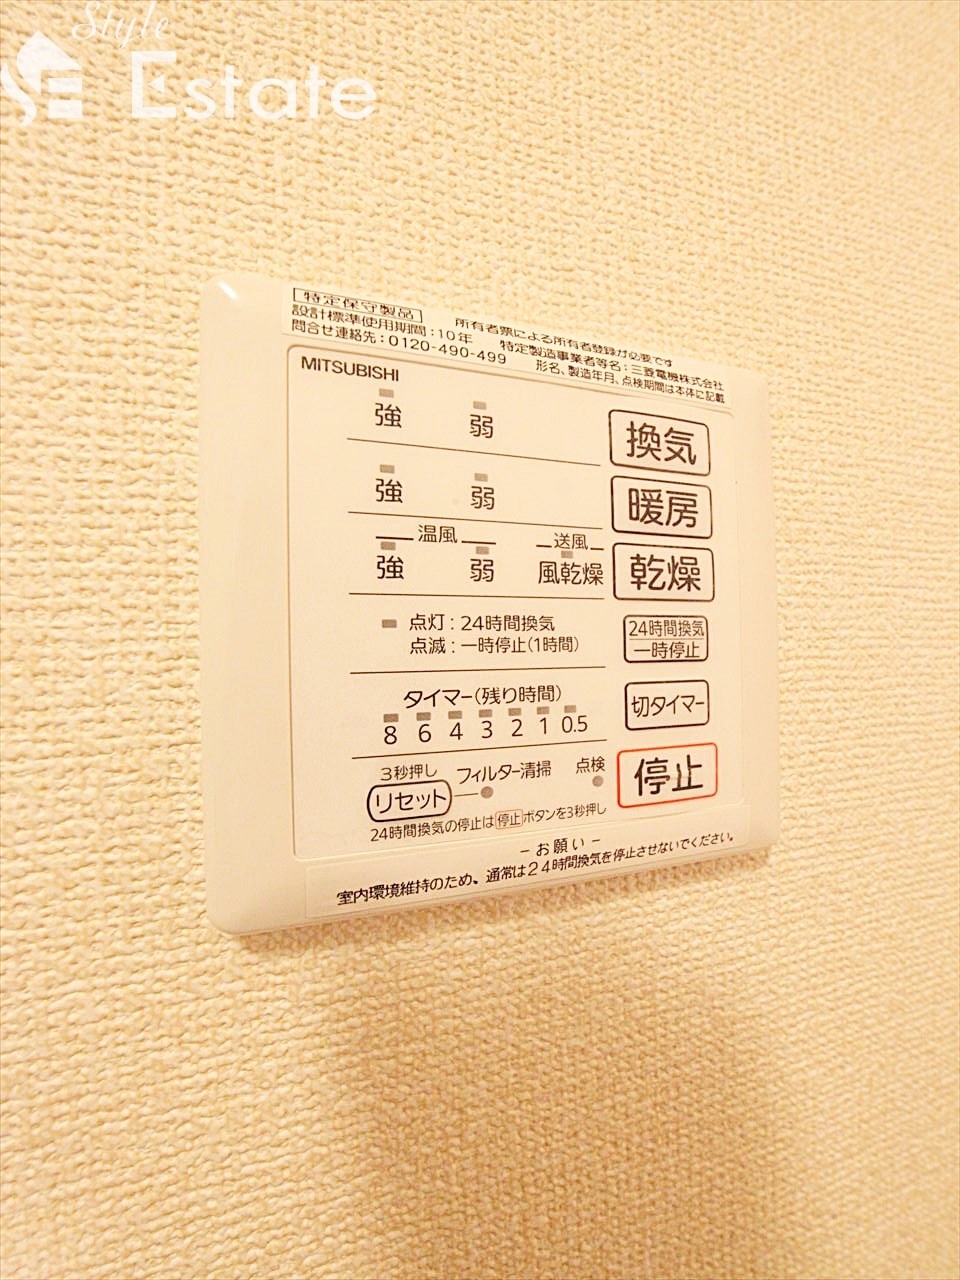 Style
SE Estate
特定保守製品
設計標準使用期間：10年
問合せ連絡先：0120-490-499
所有者票による所有者登録が必要です
特定製造事業者等名：三菱電機株式会社
形名、製造年月、点検期間は本体に記載
MITSUBISHI
強 弱 換気
強 弱 暖房
温風 送風
強 弱 風乾燥 乾燥
点灯：24時間換気
点滅：一時停止(1時間)
24時間換気
一時停止
タイマー(残り時間)
8 6 4 3 2 1 0.5
切タイマー
3秒押し フィルター清掃 点検
リセット
停止
24時間換気の停止は停止ボタンを3秒押し
－お願い－
室内環境維持のため、通常は24時間換気を停止させないでください。